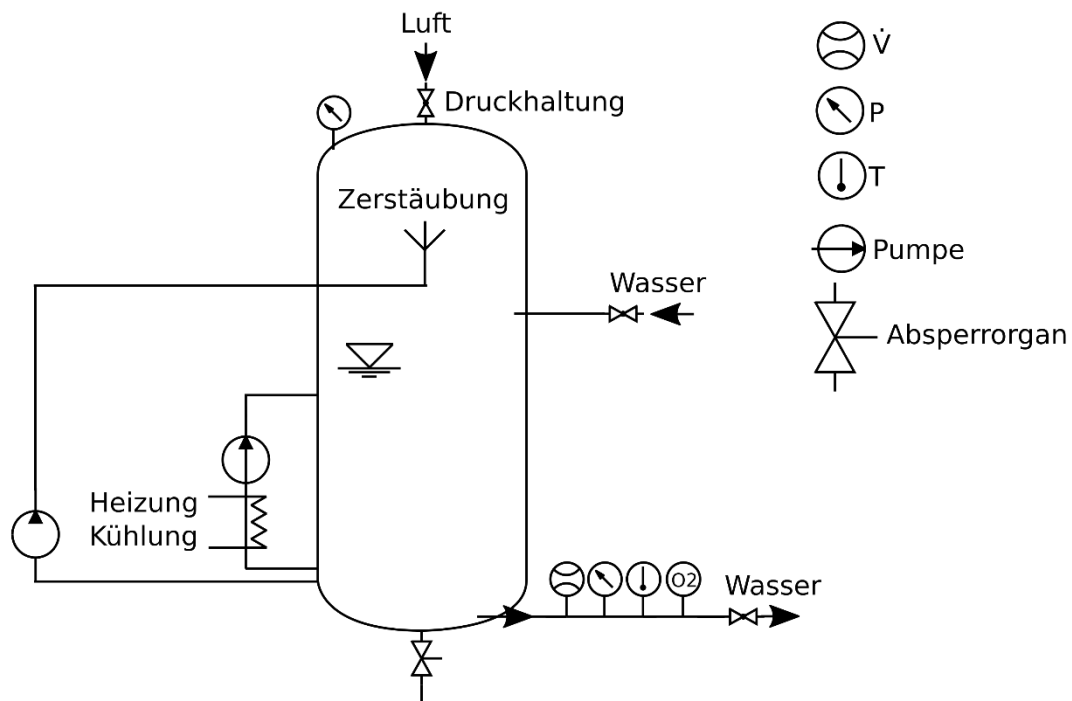 Luft
Druckhaltung
Zerstäubung
Wasser
Heizung
Kühlung
O2
Wasser
V̇
P
T
Pumpe
Absperrorgan